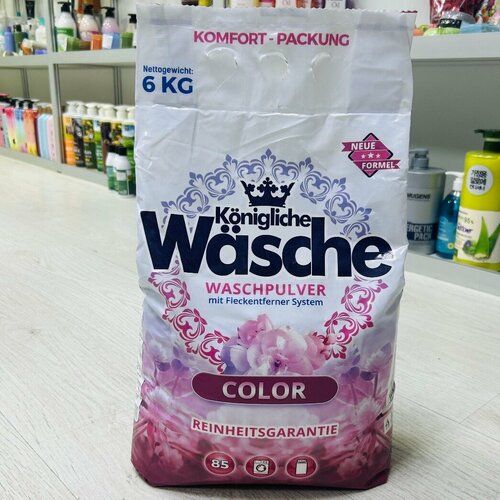 KOMFORT - PACKUNG
Nettogewicht:
6 KG
NEUE
FORMEL
Königliche
Wäsche
WASCHPULVER
mit Fleckentferner System
COLOR
REINHEITSGARANTIE
85